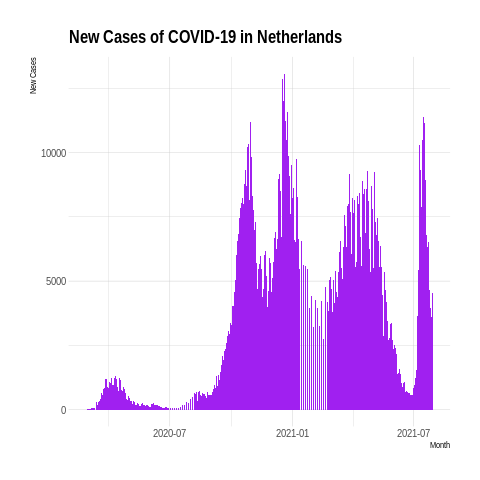 New Cases of COVID-19 in Netherlands
New Cases
10000
5000
0
2020-07
2021-01
2021-07
Month